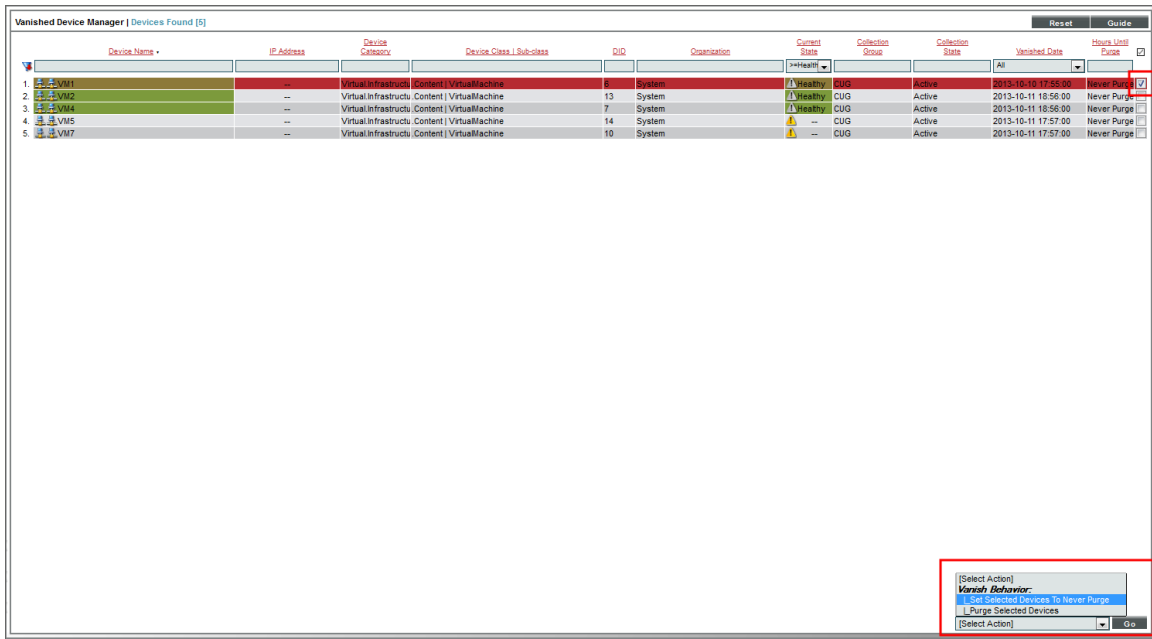 Vanished Device Manager | Devices Found [5] Reset Guide
Device Name IP Address Device Category Device Class | Sub-class DID Organization Current State Collection Group Collection State Vanished Date Hours Until Purge
>=Health All
1. VM1 -- Virtual.Infrastructu. Content | VirtualMachine 6 System Healthy CUG Active 2013-10-10 17:55:00 Never Purge
2. VM2 -- Virtual.Infrastructu. Content | VirtualMachine 13 System Healthy CUG Active 2013-10-11 18:56:00 Never Purge
3. VM4 -- Virtual.Infrastructu. Content | VirtualMachine 7 System Healthy CUG Active 2013-10-11 18:56:00 Never Purge
4. VM5 -- Virtual.Infrastructu. Content | VirtualMachine 14 System -- CUG Active 2013-10-11 17:57:00 Never Purge
5. VM7 -- Virtual.Infrastructu. Content | VirtualMachine 10 System -- CUG Active 2013-10-11 17:57:00 Never Purge
[Select Action]
Vanish Behavior:
|_Set Selected Devices To Never Purge
|_Purge Selected Devices
[Select Action] Go